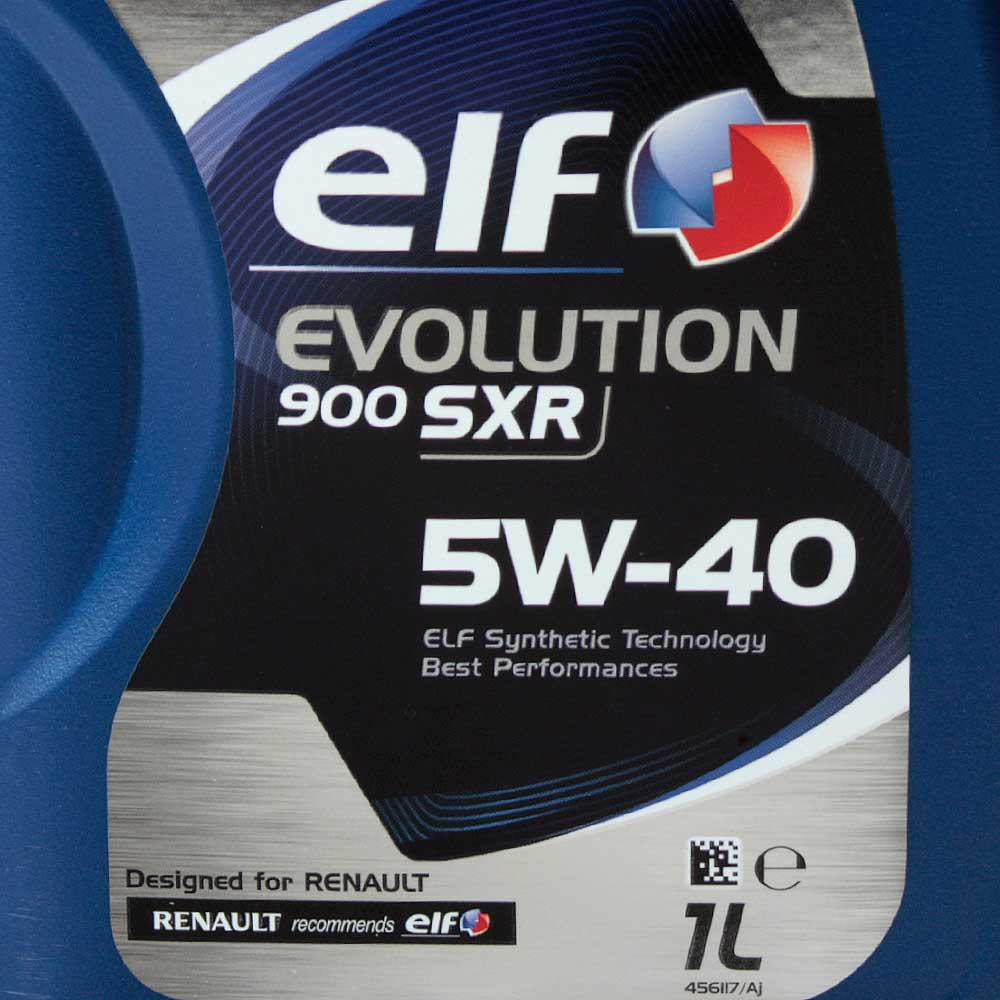 elf
EVOLUTION
900 SXR
5W-40
ELF Synthetic Technology
Best Performances
Designed for RENAULT
RENAULT recommends elf
℮
1L
456117/Aj